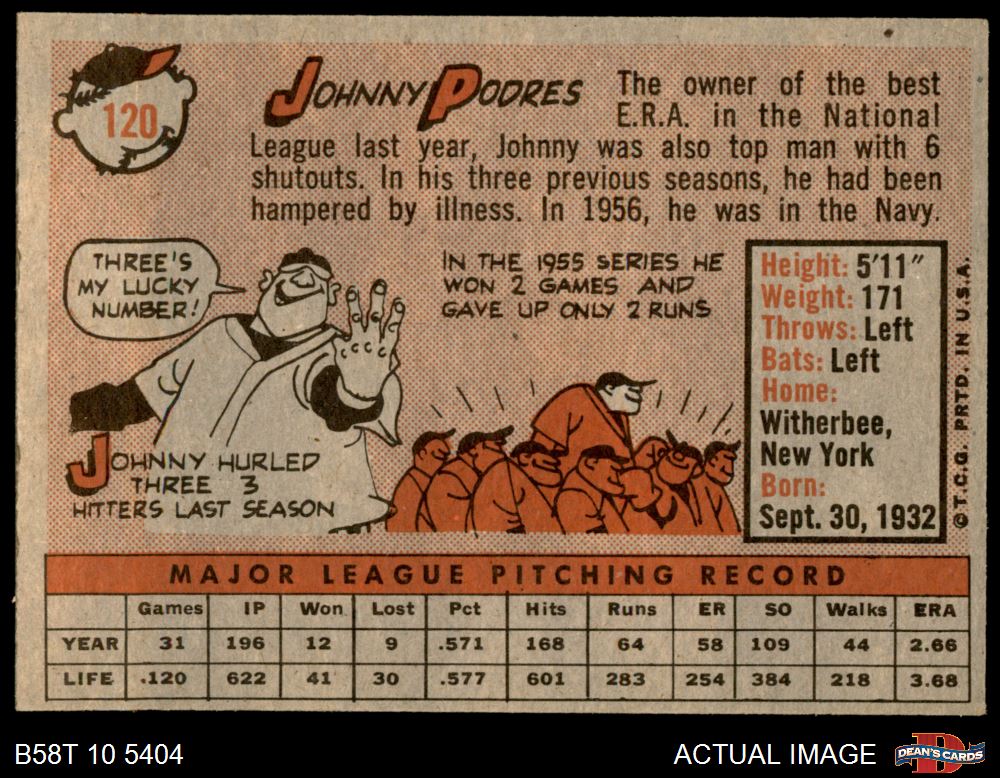 120
JOHNNY PODRES
The owner of the best
E.R.A. in the National
League last year, Johnny was also top man with 6
shutouts. In his three previous seasons, he had been
hampered by illness. In 1956, he was in the Navy.
THREE'S
MY LUCKY
NUMBER!
IN THE 1955 SERIES HE
WON 2 GAMES AND
GAVE UP ONLY 2 RUNS
JOHNNY HURLED
THREE 3
HITTERS LAST SEASON
Height: 5'11"
Weight: 171
Throws: Left
Bats: Left
Home:
Witherbee,
New York
Born:
Sept. 30, 1932
© T.C.G. PRTD. IN U.S.A.
MAJOR LEAGUE PITCHING RECORD
Games IP Won Lost Pct Hits Runs ER SO Walks ERA
YEAR 31 196 12 9 .571 168 64 58 109 44 2.66
LIFE .120 622 41 30 .577 601 283 254 384 218 3.68
B58T 10 5404
ACTUAL IMAGE
DEAN'S CARDS